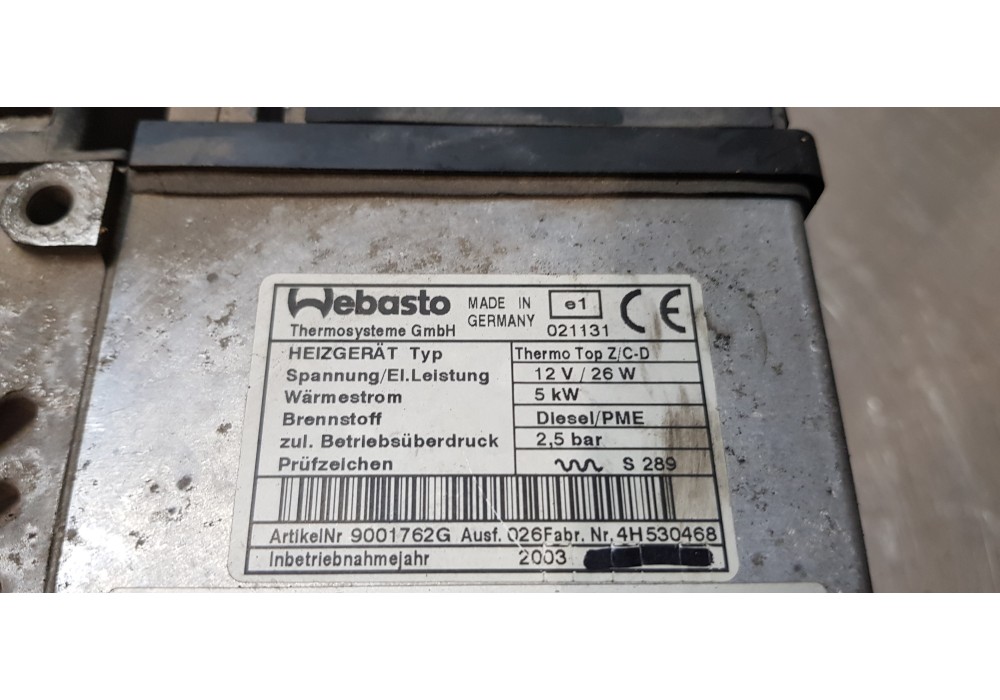 Webasto MADE IN GERMANY e1 CE
Thermosysteme GmbH 021131
HEIZGERÄT Typ Thermo Top Z/C-D
Spannung/El.Leistung 12 V / 26 W
Wärmestrom 5 kW
Brennstoff Diesel/PME
zul. Betriebsüberdruck 2,5 bar
Prüfzeichen S 289
ArtikelNr 9001762G Ausf. 026 Fabr. Nr. 4H530468
Inbetriebnahmejahr 2003